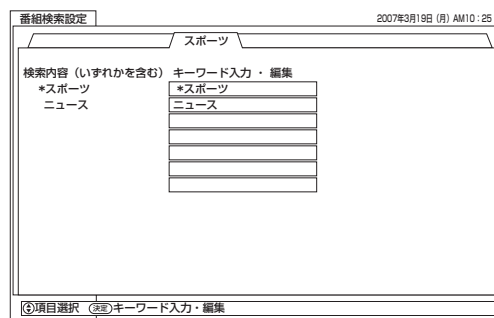 番組検索設定 2007年3月19日（月）AM10：25
スポーツ
検索内容（いずれかを含む） キーワード入力 ・ 編集
*スポーツ *スポーツ
ニュース ニュース
項目選択 決定 キーワード入力・編集